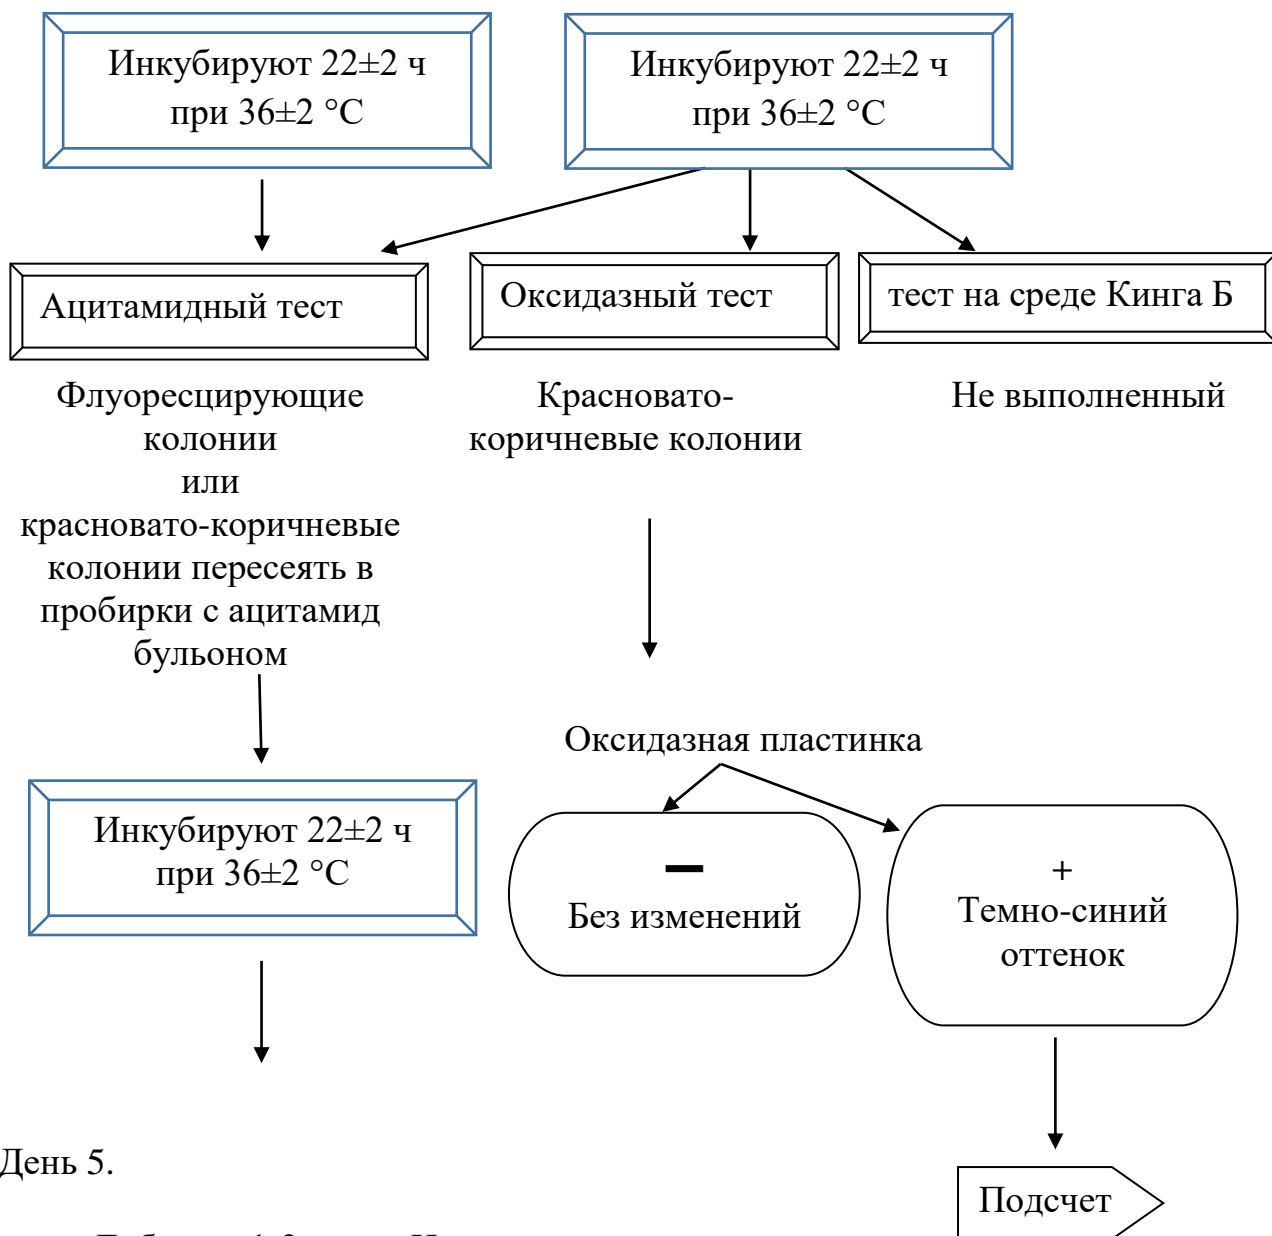 Инкубируют 22±2 ч
при 36±2 °С
Инкубируют 22±2 ч
при 36±2 °С
Ацитамидный тест
Оксидазный тест
тест на среде Кинга Б
Флуоресцирующие
колонии
или
красновато-коричневые
колонии пересеять в
пробирки с ацитамид
бульоном
Красновато-
коричневые колонии
Не выполненный
Оксидазная пластинка
Инкубируют 22±2 ч
при 36±2 °С
–
Без изменений
+
Темно-синий
оттенок
День 5.
Подсчет